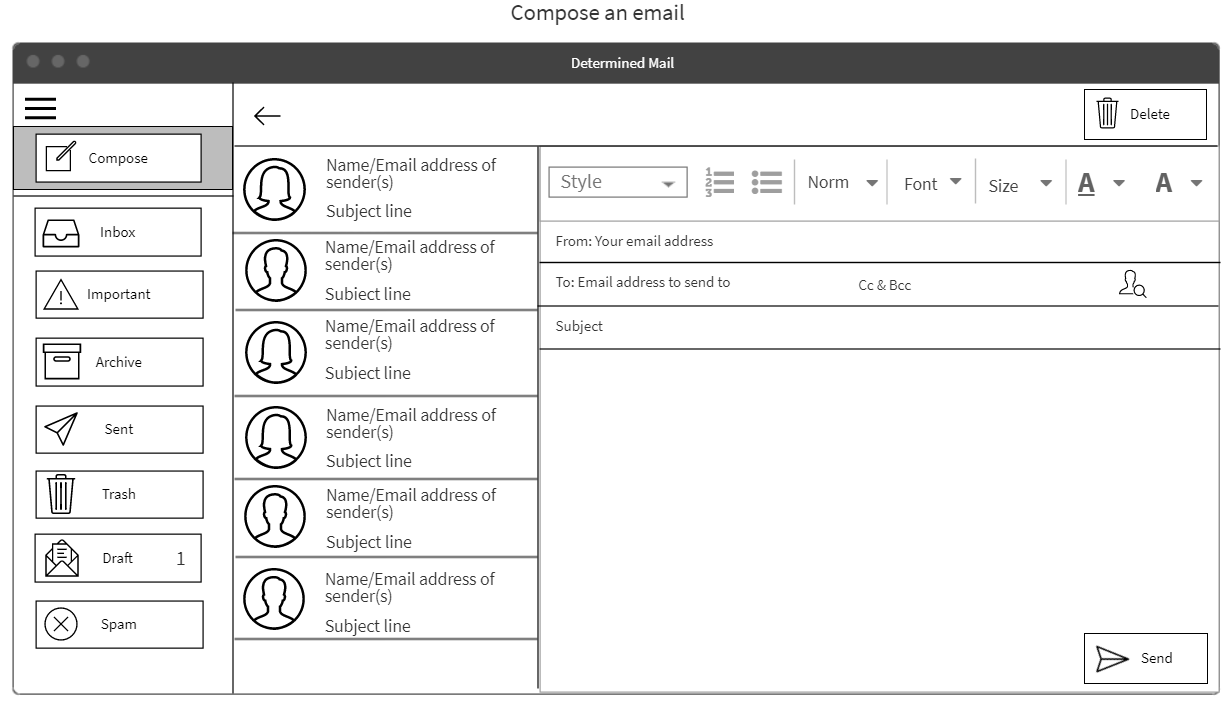 Compose an email
Determined Mail
Delete
Compose
Inbox
Important
Archive
Sent
Trash
Draft 1
Spam
Name/Email address of
sender(s)
Subject line
Name/Email address of
sender(s)
Subject line
Name/Email address of
sender(s)
Subject line
Name/Email address of
sender(s)
Subject line
Name/Email address of
sender(s)
Subject line
Name/Email address of
sender(s)
Subject line
Style 1 2 3 Norm Font Size A A
From: Your email address
To: Email address to send to Cc & Bcc
Subject
Send